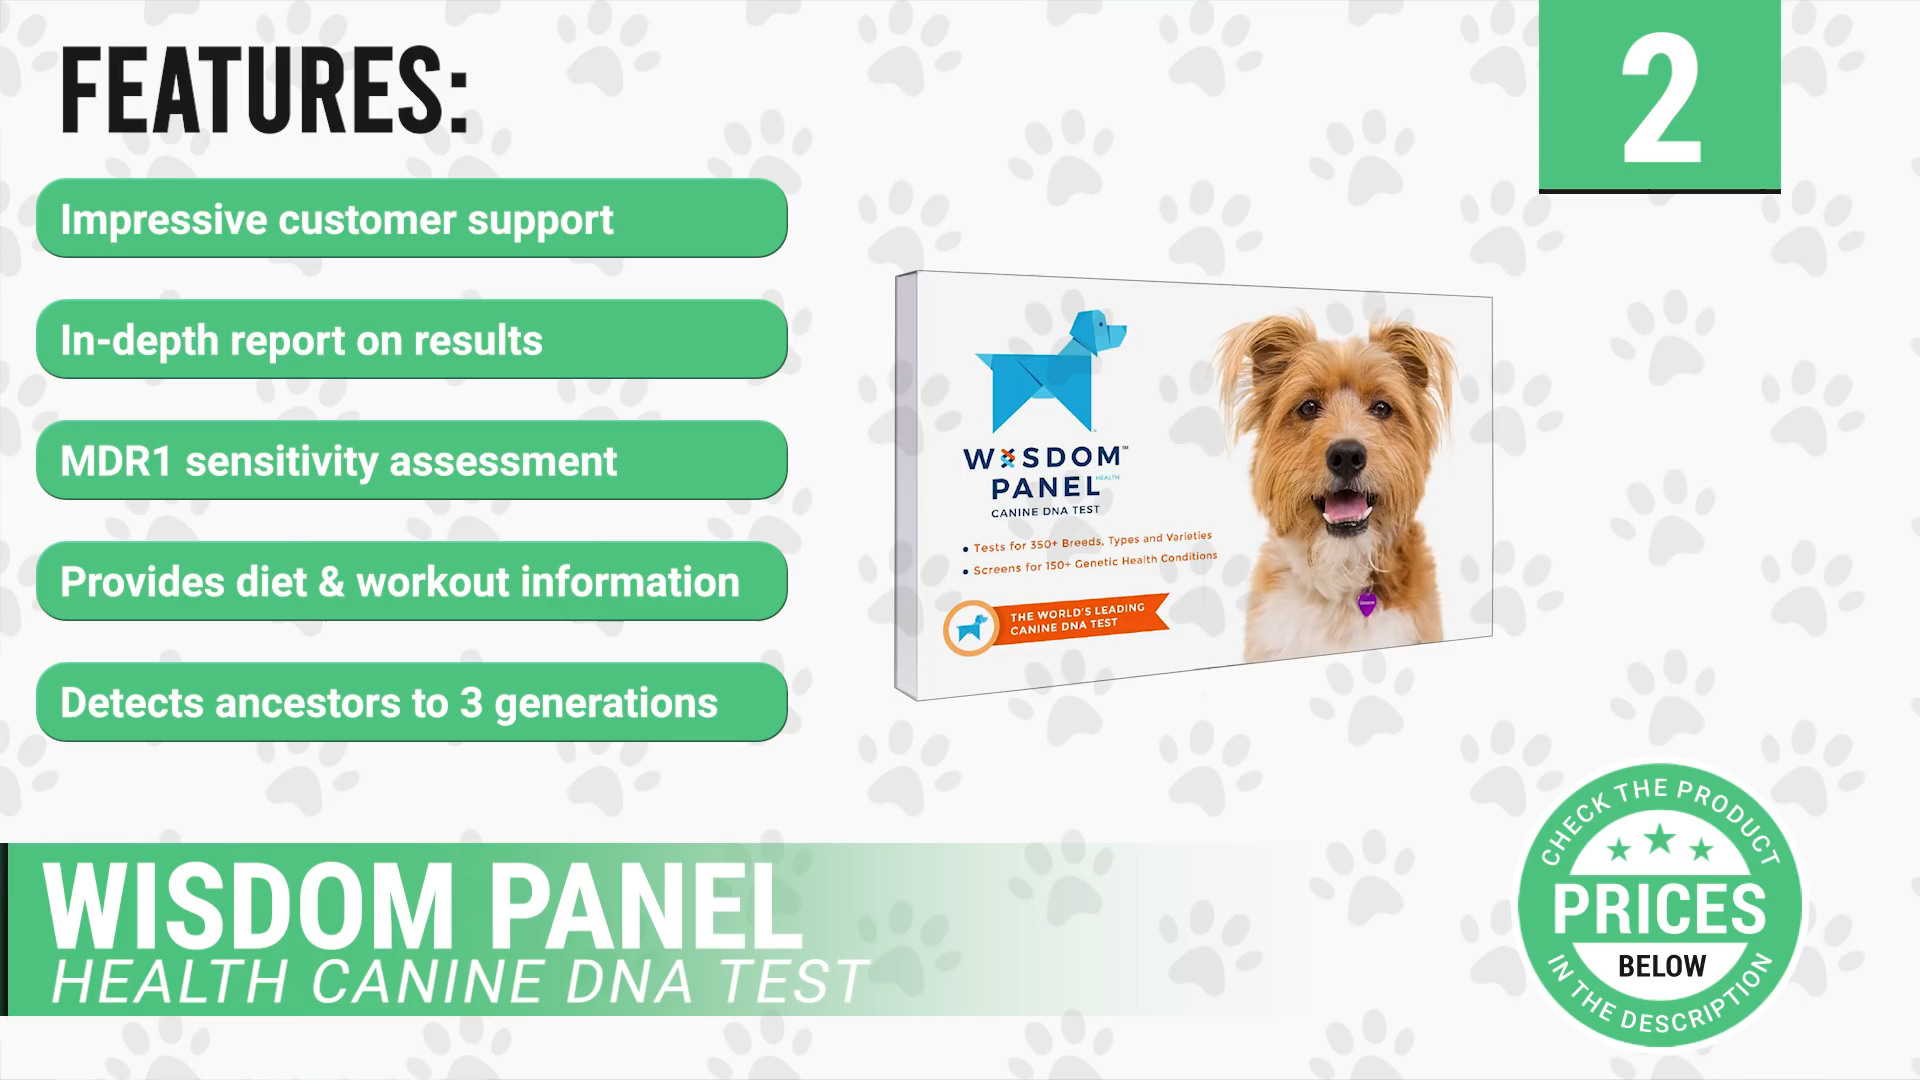 FEATURES:
2
Impressive customer support
In-depth report on results
MDR1 sensitivity assessment
Provides diet & workout information
Detects ancestors to 3 generations
WISDOM™
PANEL HEALTH
CANINE DNA TEST
• Tests for 350+ Breeds, Types and Varieties
• Screens for 150+ Genetic Health Conditions
THE WORLD'S LEADING
CANINE DNA TEST
WISDOM PANEL
HEALTH CANINE DNA TEST
CHECK THE PRODUCT
PRICES
BELOW
IN THE DESCRIPTION